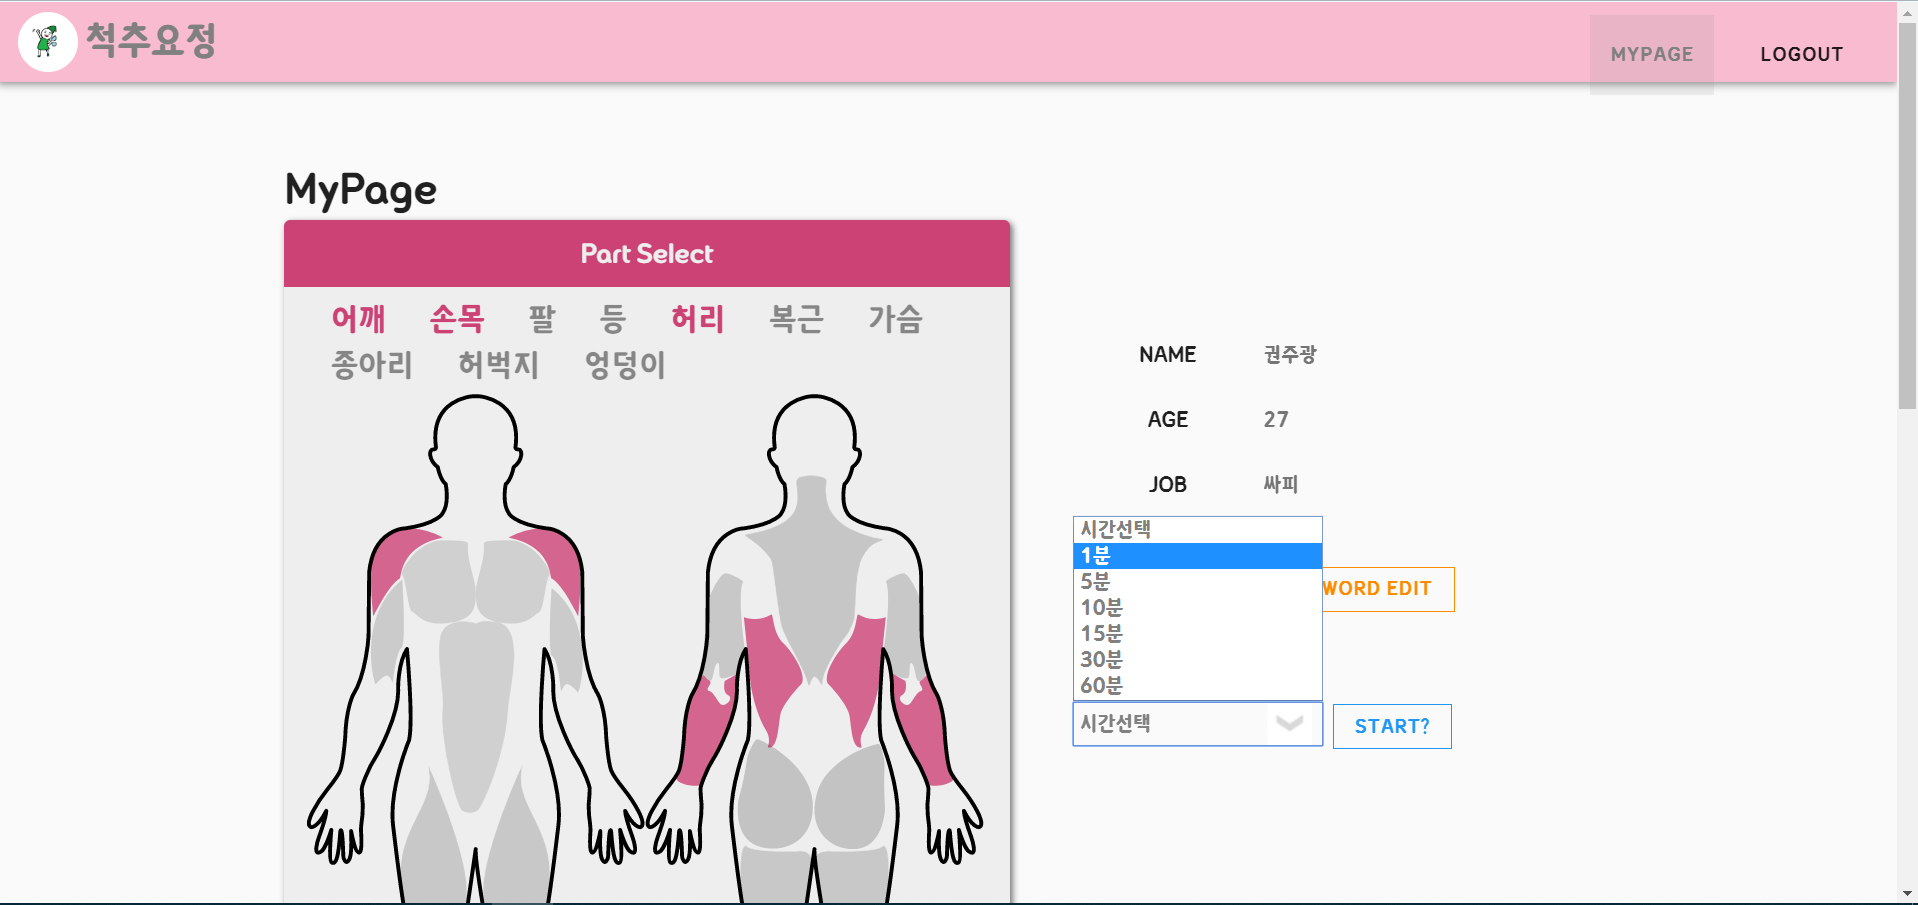 척추요정
MYPAGE LOGOUT
MyPage
Part Select
어깨 손목 팔 등 허리 복근 가슴
종아리 허벅지 엉덩이
NAME 권주광
AGE 27
JOB 싸피
시간선택
1분
5분
WORD EDIT
10분
15분
30분
60분
시간선택
START?